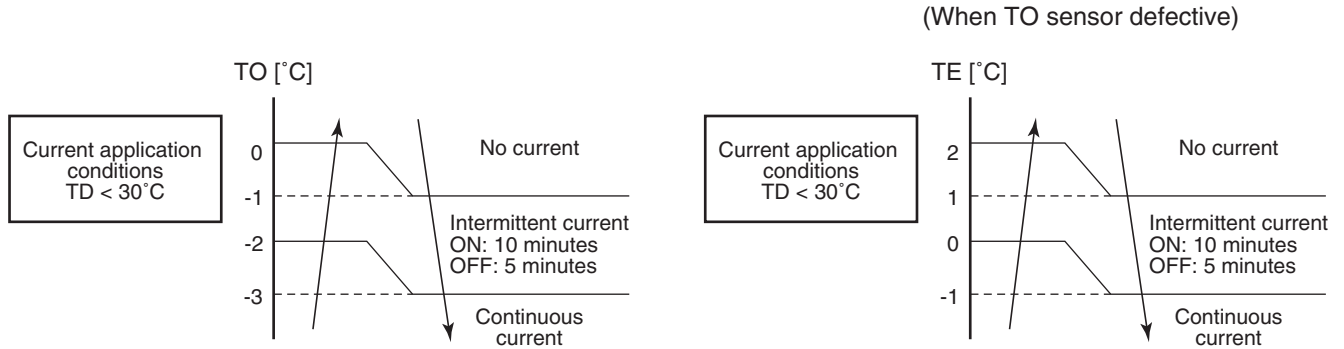 (When TO sensor defective)
TO [˚C]
Current application
conditions
TD < 30˚C
0
-1
-2
-3
No current
Intermittent current
ON: 10 minutes
OFF: 5 minutes
Continuous
current
TE [˚C]
Current application
conditions
TD < 30˚C
2
1
0
-1
No current
Intermittent current
ON: 10 minutes
OFF: 5 minutes
Continuous
current